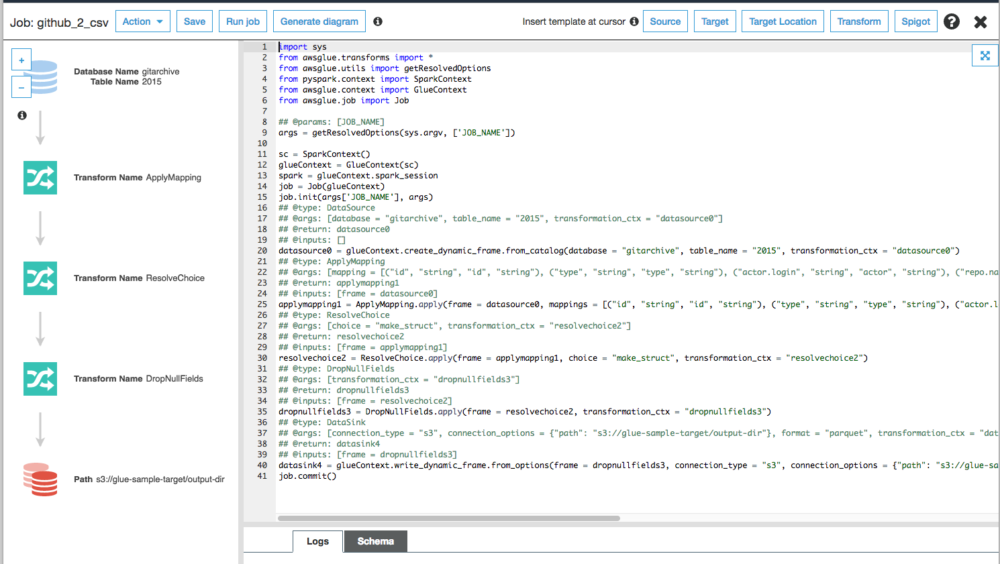 Job: github_2_csv Action Save Run job Generate diagram Insert template at cursor Source Target Target Location Transform Spigot ?
+
Database Name gitarchive
Table Name 2015
−
Transform Name ApplyMapping
Transform Name ResolveChoice
Transform Name DropNullFields
Path s3://glue-sample-target/output-dir
1 import sys
2 from awsglue.transforms import *
3 from awsglue.utils import getResolvedOptions
4 from pyspark.context import SparkContext
5 from awsglue.context import GlueContext
6 from awsglue.job import Job
7
8 ## @params: [JOB_NAME]
9 args = getResolvedOptions(sys.argv, ['JOB_NAME'])
10
11 sc = SparkContext()
12 glueContext = GlueContext(sc)
13 spark = glueContext.spark_session
14 job = Job(glueContext)
15 job.init(args['JOB_NAME'], args)
16 ## @type: DataSource
17 ## @args: [database = "gitarchive", table_name = "2015", transformation_ctx = "datasource0"]
18 ## @return: datasource0
19 ## @inputs: []
20 datasource0 = glueContext.create_dynamic_frame.from_catalog(database = "gitarchive", table_name = "2015", transformation_ctx = "datasource0")
21 ## @type: ApplyMapping
22 ## @args: [mapping = [("id", "string", "id", "string"), ("type", "string", "type", "string"), ("actor.login", "string", "actor", "string"), ("repo.na
23 ## @return: applymapping1
24 ## @inputs: [frame = datasource0]
25 applymapping1 = ApplyMapping.apply(frame = datasource0, mappings = [("id", "string", "id", "string"), ("type", "string", "type", "string"), ("actor.l
26 ## @type: ResolveChoice
27 ## @args: [choice = "make_struct", transformation_ctx = "resolvechoice2"]
28 ## @return: resolvechoice2
29 ## @inputs: [frame = applymapping1]
30 resolvechoice2 = ResolveChoice.apply(frame = applymapping1, choice = "make_struct", transformation_ctx = "resolvechoice2")
31 ## @type: DropNullFields
32 ## @args: [transformation_ctx = "dropnullfields3"]
33 ## @return: dropnullfields3
34 ## @inputs: [frame = resolvechoice2]
35 dropnullfields3 = DropNullFields.apply(frame = resolvechoice2, transformation_ctx = "dropnullfields3")
36 ## @type: DataSink
37 ## @args: [connection_type = "s3", connection_options = {"path": "s3://glue-sample-target/output-dir"}, format = "parquet", transformation_ctx = "dat
38 ## @return: datasink4
39 ## @inputs: [frame = dropnullfields3]
40 datasink4 = glueContext.write_dynamic_frame.from_options(frame = dropnullfields3, connection_type = "s3", connection_options = {"path": "s3://glue-sa
41 job.commit()
Logs Schema